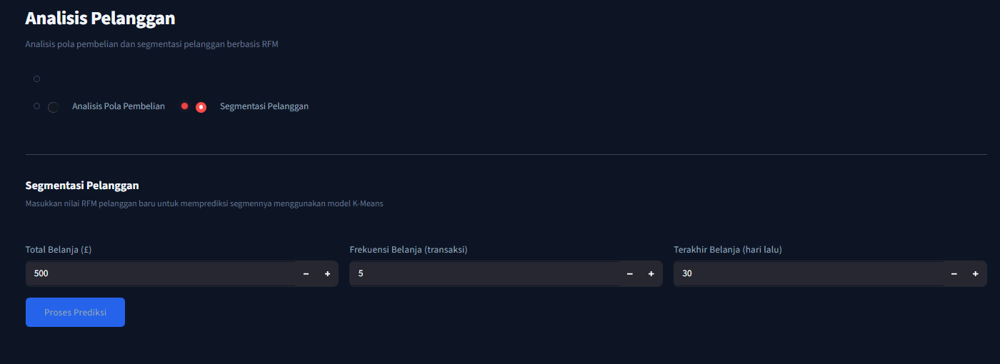 Analisis Pelanggan
Analisis pola pembelian dan segmentasi pelanggan berbasis RFM
Analisis Pola Pembelian Segmentasi Pelanggan
Segmentasi Pelanggan
Masukkan nilai RFM pelanggan baru untuk memprediksi segmennya menggunakan model K-Means
Total Belanja (£) Frekuensi Belanja (transaksi) Terakhir Belanja (hari lalu)
500 − + 5 − + 30 − +
Proses Prediksi